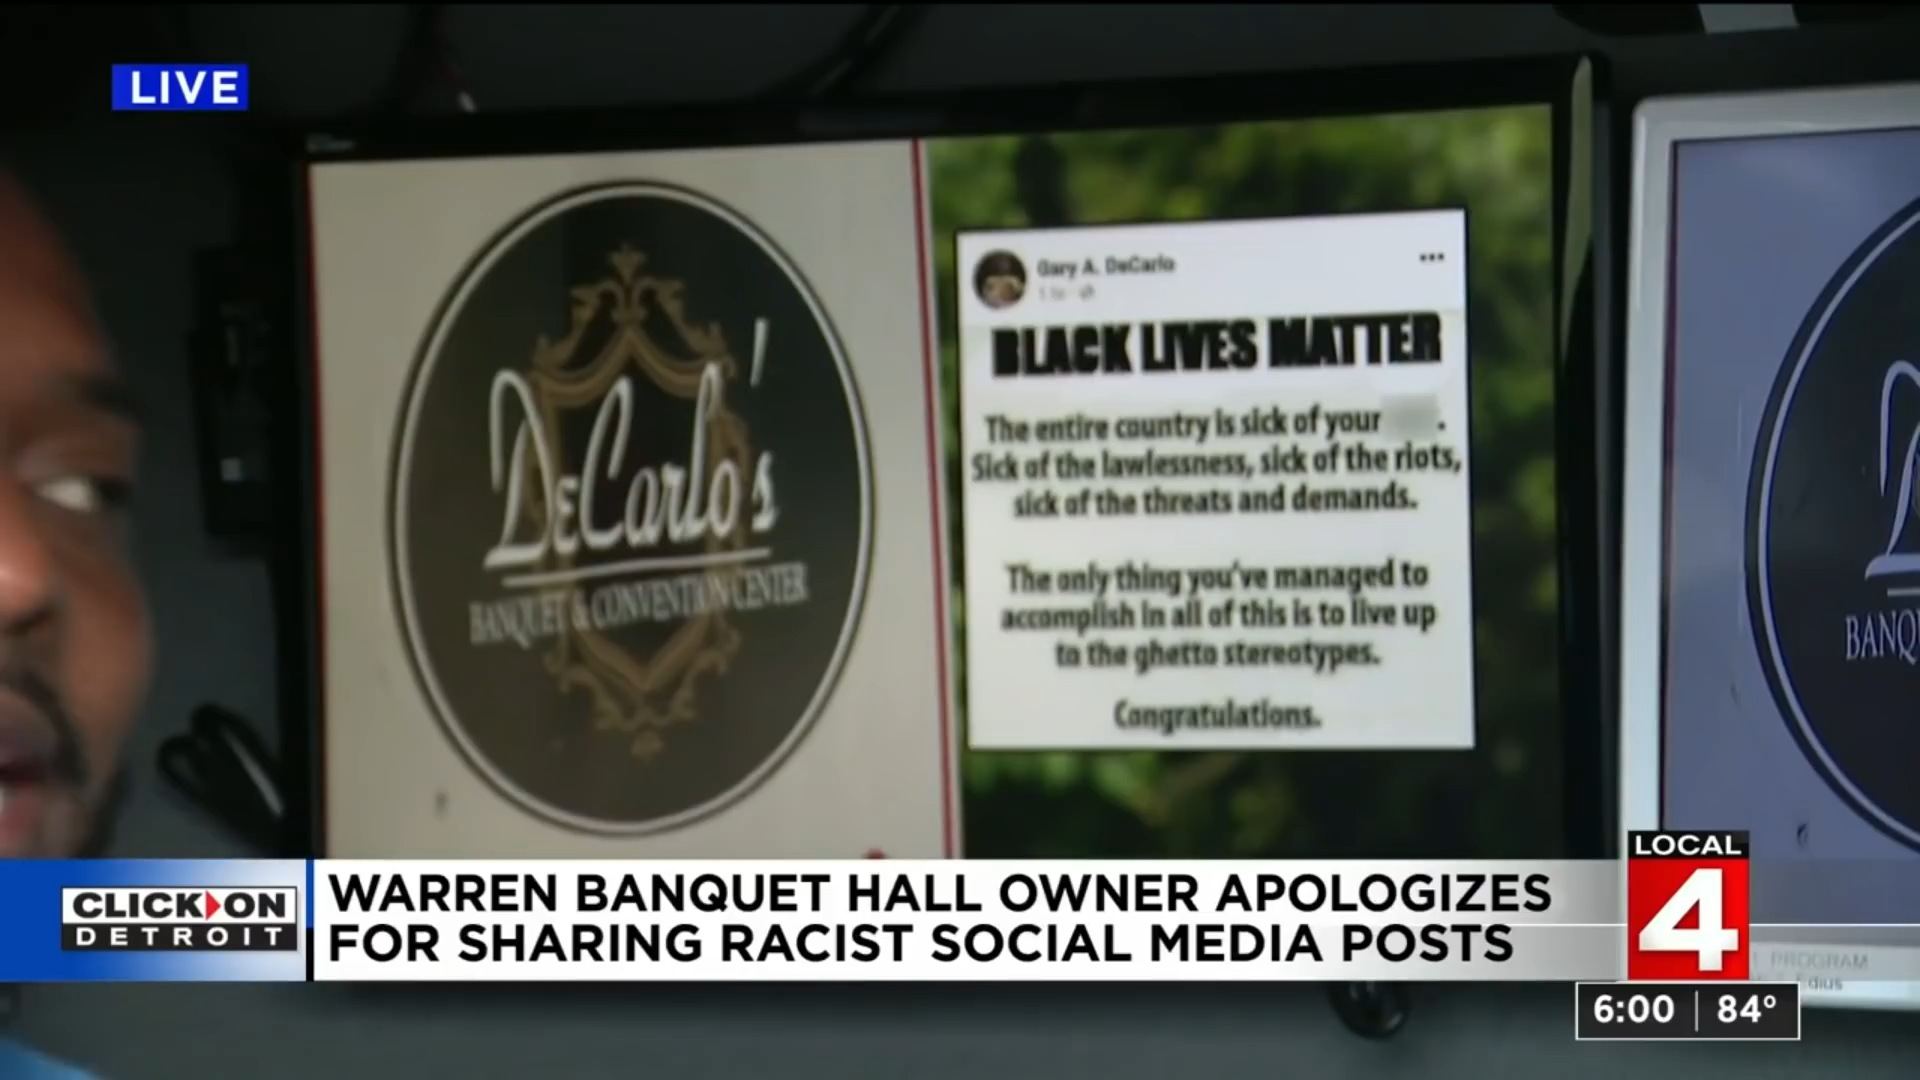 LIVE
DeCarlo's
BANQUET & CONVENTION CENTER
Gary A. DeCarlo
BLACK LIVES MATTER
The entire country is sick of your .
Sick of the lawlessness, sick of the riots,
sick of the threats and demands.
The only thing you've managed to
accomplish in all of this is to live up
to the ghetto stereotypes.
Congratulations.
BANQ
CLICK ON
DETROIT
WARREN BANQUET HALL OWNER APOLOGIZES
FOR SHARING RACIST SOCIAL MEDIA POSTS
LOCAL
4
PROGRAM
Edius
6:00 84°